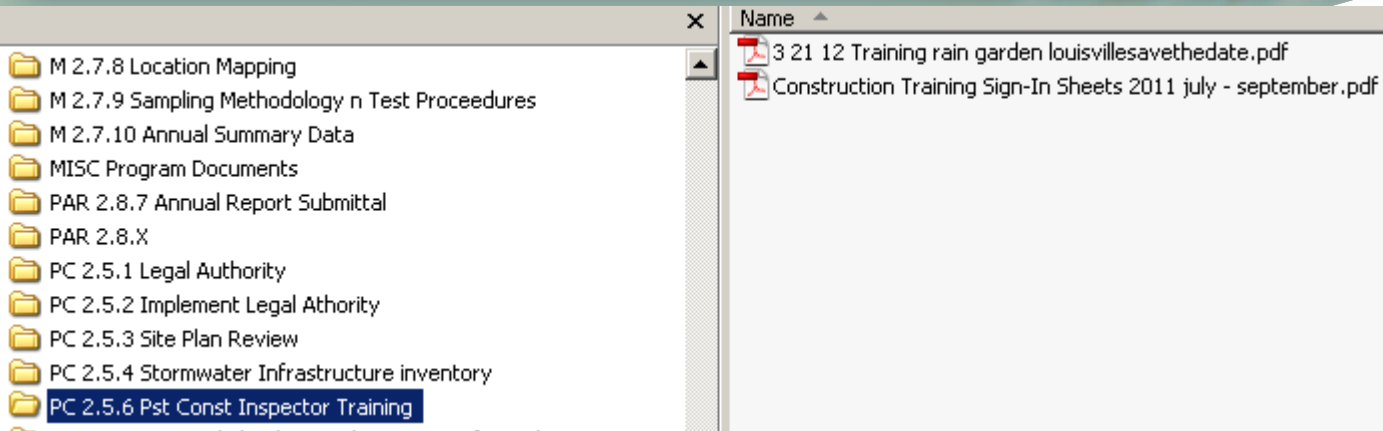 M 2.7.8 Location Mapping
M 2.7.9 Sampling Methodology n Test Proceedures
M 2.7.10 Annual Summary Data
MISC Program Documents
PAR 2.8.7 Annual Report Submittal
PAR 2.8.X
PC 2.5.1 Legal Authority
PC 2.5.2 Implement Legal Athority
PC 2.5.3 Site Plan Review
PC 2.5.4 Stormwater Infrastructure inventory
PC 2.5.6 Pst Const Inspector Training
Name
3 21 12 Training rain garden louisvillesavethedate.pdf
Construction Training Sign-In Sheets 2011 july - september.pdf